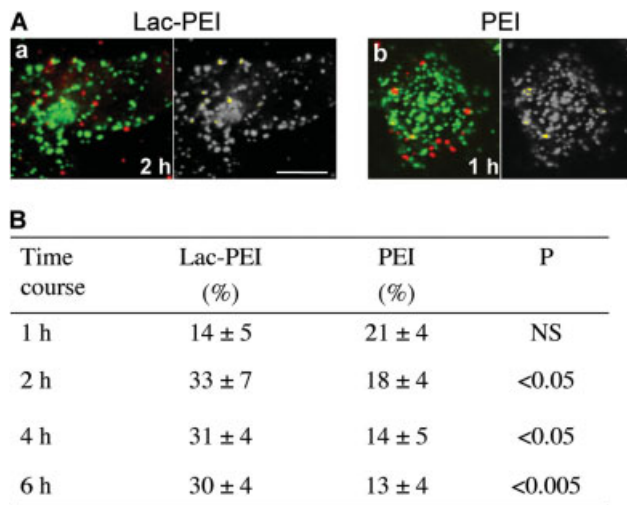 A Lac-PEI PEI
a b
2 h 1 h
B
Time course Lac-PEI (%) PEI (%) P
1 h 14 ± 5 21 ± 4 NS
2 h 33 ± 7 18 ± 4 <0.05
4 h 31 ± 4 14 ± 5 <0.05
6 h 30 ± 4 13 ± 4 <0.005